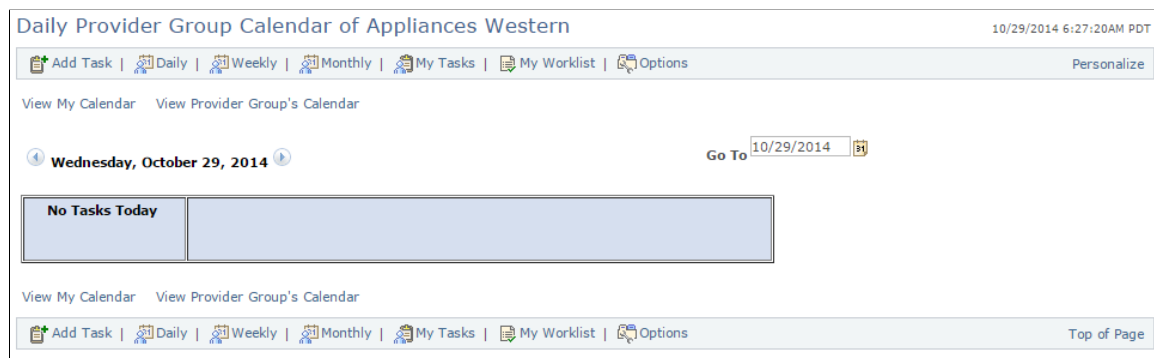 Daily Provider Group Calendar of Appliances Western
10/29/2014 6:27:20AM PDT
Add Task | Daily | Weekly | Monthly | My Tasks | My Worklist | Options Personalize
View My Calendar View Provider Group's Calendar
Wednesday, October 29, 2014 Go To 10/29/2014 31
No Tasks Today
View My Calendar View Provider Group's Calendar
Add Task | Daily | Weekly | Monthly | My Tasks | My Worklist | Options Top of Page